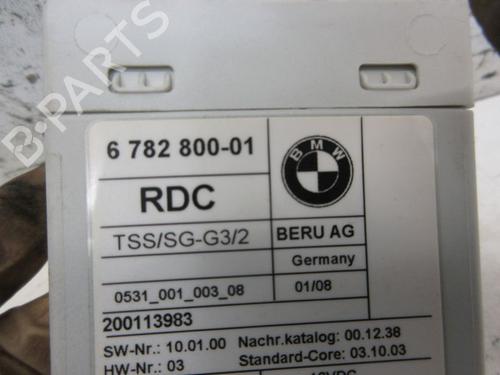 B-PARTS
6 782 800-01
BMW
RDC
TSS/SG-G3/2
BERU AG
Germany
0531_001_003_08
01/08
200113983
SW-Nr.: 10.01.00 Nachr.katalog: 00.12.38
HW-Nr.: 03 Standard-Core: 03.10.03